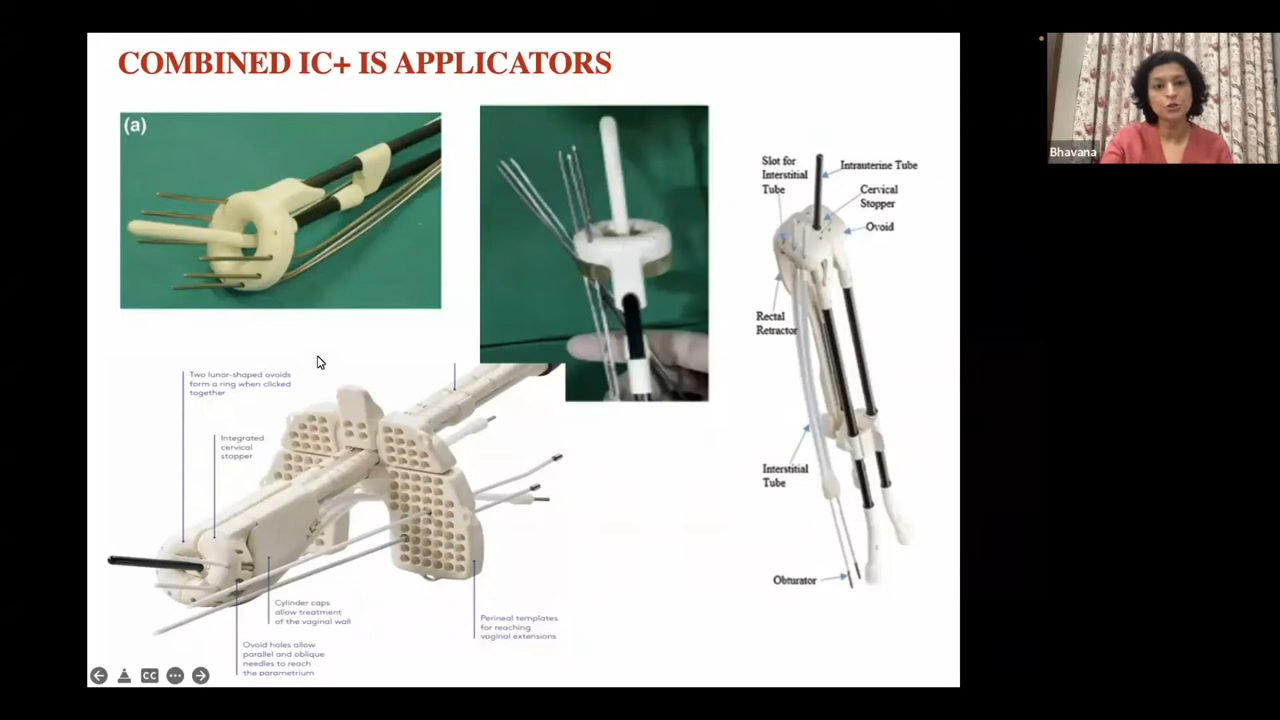 COMBINED IC+ IS APPLICATORS
(a)
Bhavana
Slot for
Interstitial
Tube
Intrauterine Tube
Cervical
Stopper
Ovoid
Rectal
Retractor
Interstitial
Tube
Obturator
Two lunar-shaped ovoids
form a ring when clicked
together
Integrated
cervical
stopper
Cylinder caps
allow treatment
of the vaginal wall
Ovoid holes allow
parallel and oblique
needles to reach
the parametrium
Perineal templates
for reaching
vaginal extensions
CC